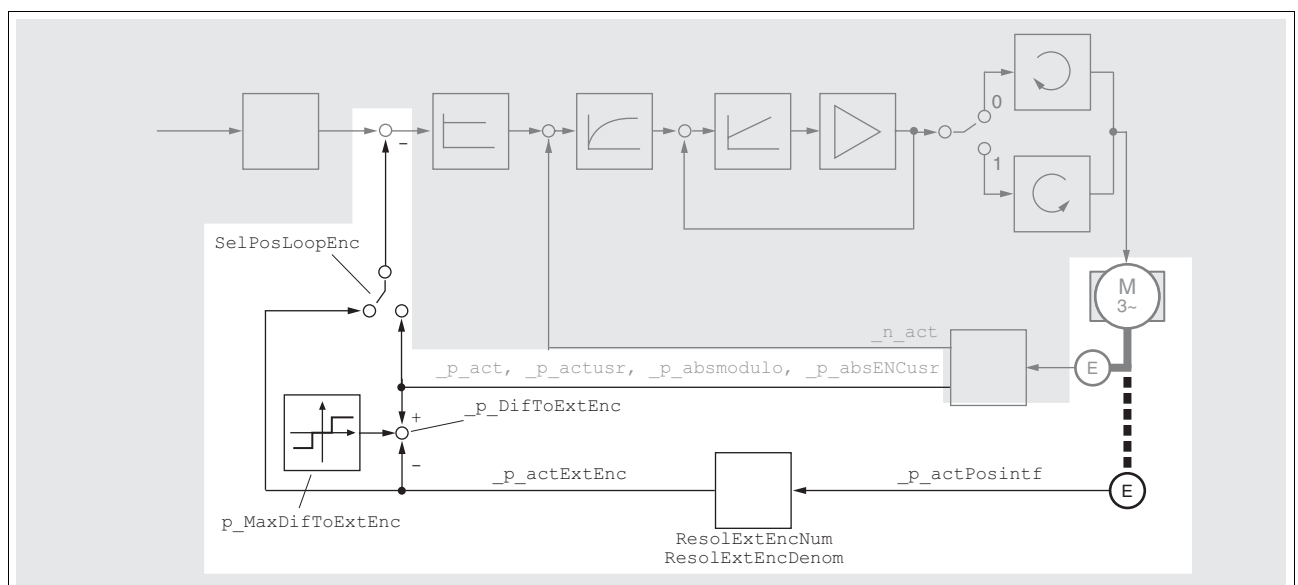 0
−
1
SelPosLoopEnc
M
3~
_n_act
E
_p_act, _p_actusr, _p_absmodulo, _p_absENCusr
_p_DifToExtEnc
+
−
_p_actExtEnc
_p_actPosintf
E
p_MaxDifToExtEnc
ResolExtEncNum
ResolExtEncDenom